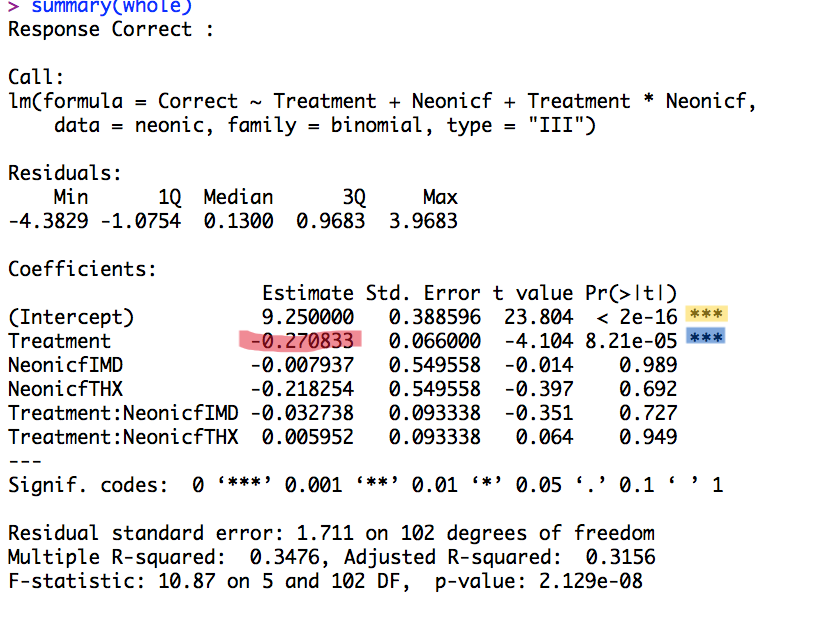 > summary(whole)
Response Correct :
Call:
lm(formula = Correct ~ Treatment + Neonicf + Treatment * Neonicf,
data = neonic, family = binomial, type = "III")
Residuals:
Min 1Q Median 3Q Max
-4.3829 -1.0754 0.1300 0.9683 3.9683
Coefficients:
Estimate Std. Error t value Pr(>|t|)
(Intercept) 9.250000 0.388596 23.804 < 2e-16 ***
Treatment -0.270833 0.066000 -4.104 8.21e-05 ***
NeonicfIMD -0.007937 0.549558 -0.014 0.989
NeonicfTHX -0.218254 0.549558 -0.397 0.692
Treatment:NeonicfIMD -0.032738 0.093338 -0.351 0.727
Treatment:NeonicfTHX 0.005952 0.093338 0.064 0.949
---
Signif. codes: 0 ‘***’ 0.001 ‘**’ 0.01 ‘*’ 0.05 ‘.’ 0.1 ‘ ’ 1
Residual standard error: 1.711 on 102 degrees of freedom
Multiple R-squared: 0.3476, Adjusted R-squared: 0.3156
F-statistic: 10.87 on 5 and 102 DF, p-value: 2.129e-08